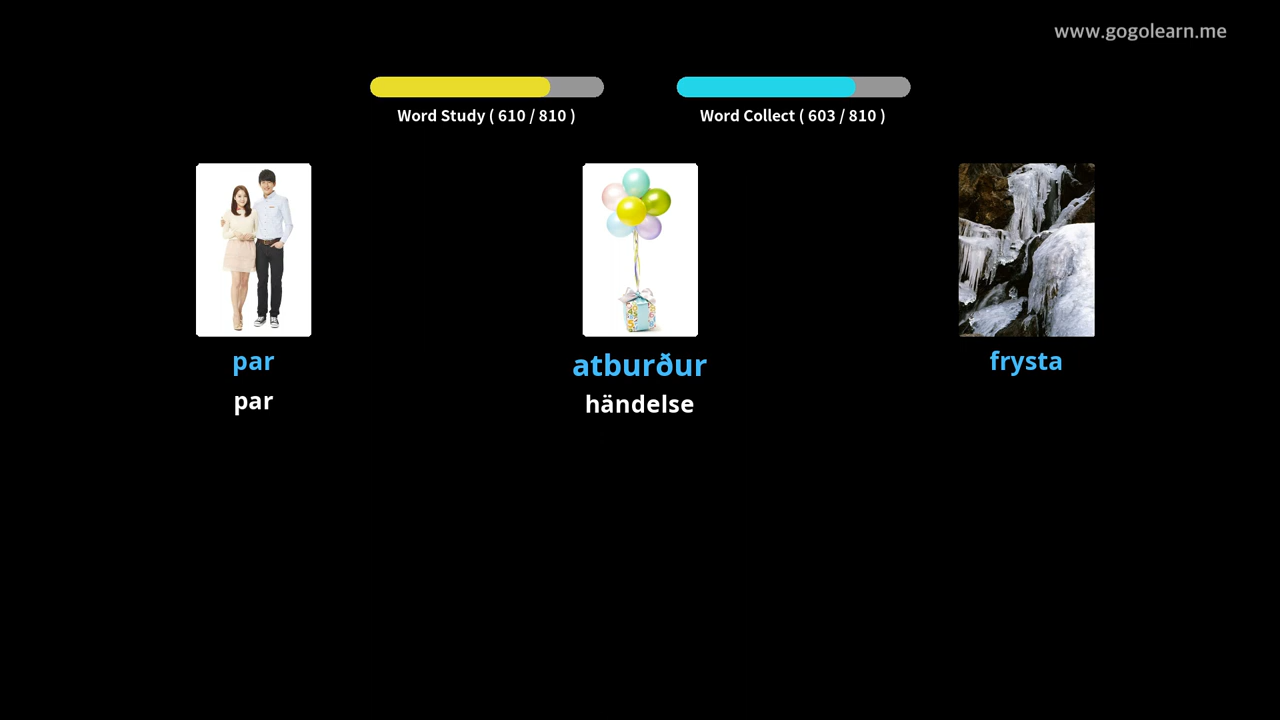 www.gogolearn.me
Word Study ( 610 / 810 )
Word Collect ( 603 / 810 )
par
atburður
frysta
par
händelse